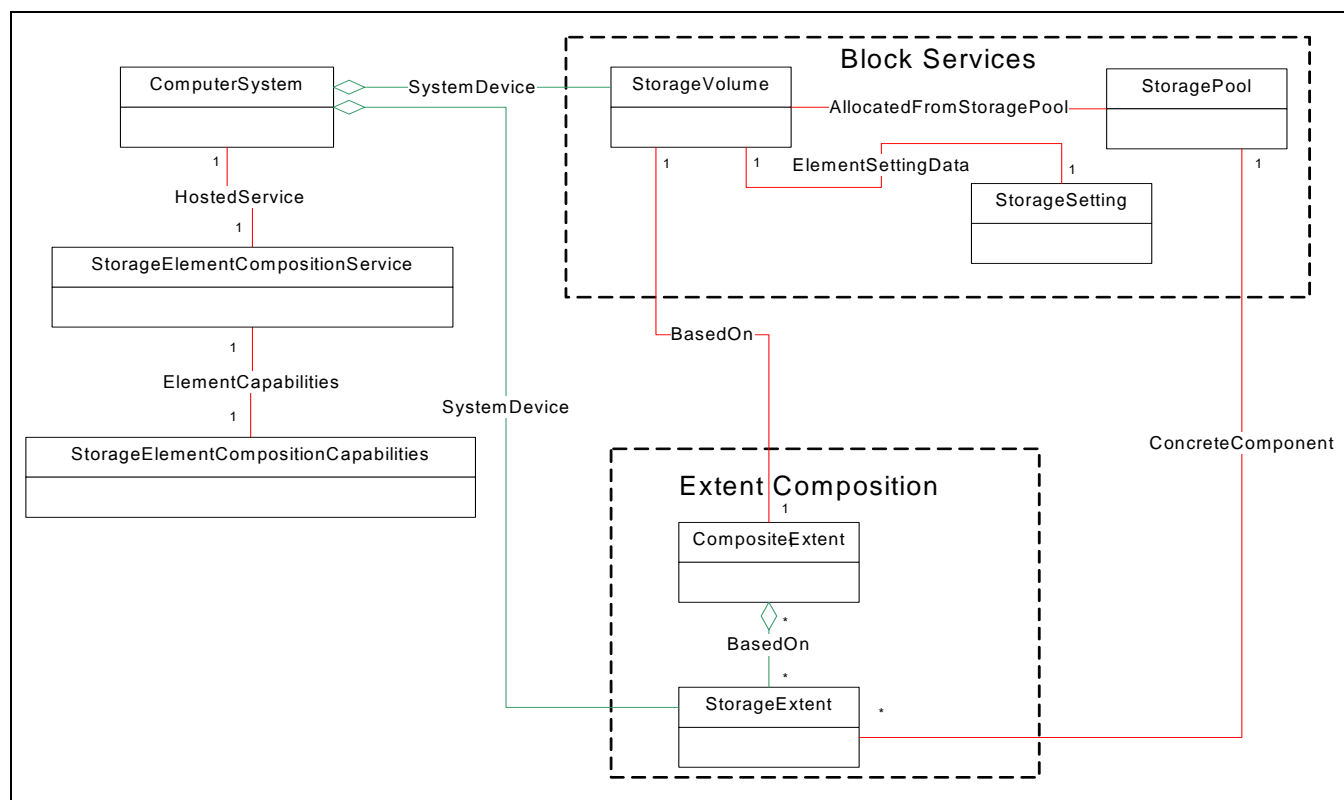 Block Services
ComputerSystem
SystemDevice
StorageVolume
AllocatedFromStoragePool
StoragePool
1
1
1
ElementSettingData
1
1
HostedService
StorageSetting
1
StorageElementCompositionService
1
BasedOn
ElementCapabilities
SystemDevice
1
ConcreteComponent
StorageElementCompositionCapabilities
Extent Composition
1
CompositeExtent
*
BasedOn
*
StorageExtent
*